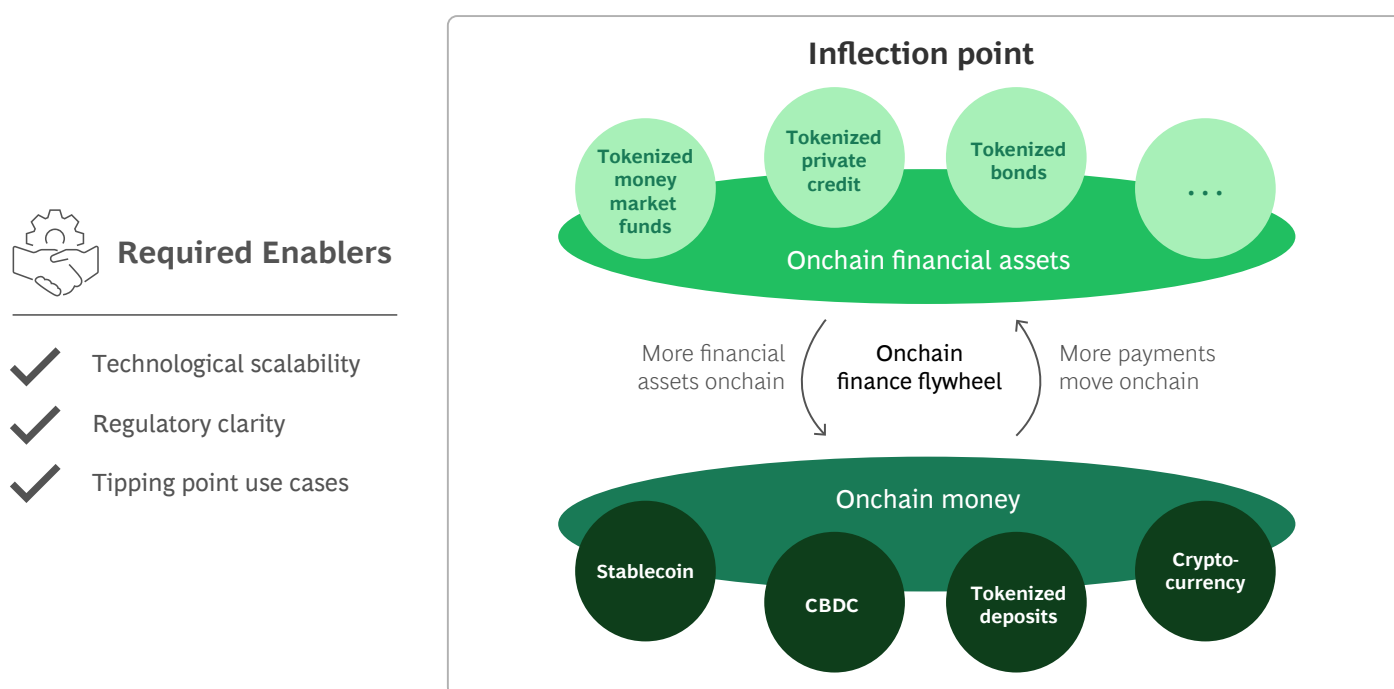 Required Enablers
Technological scalability
Regulatory clarity
Tipping point use cases
Inflection point
Tokenized
money
market
funds
Tokenized
private
credit
Tokenized
bonds
...
Onchain financial assets
More financial
assets onchain
Onchain
finance flywheel
More payments
move onchain
Onchain money
Stablecoin
CBDC
Tokenized
deposits
Crypto-
currency